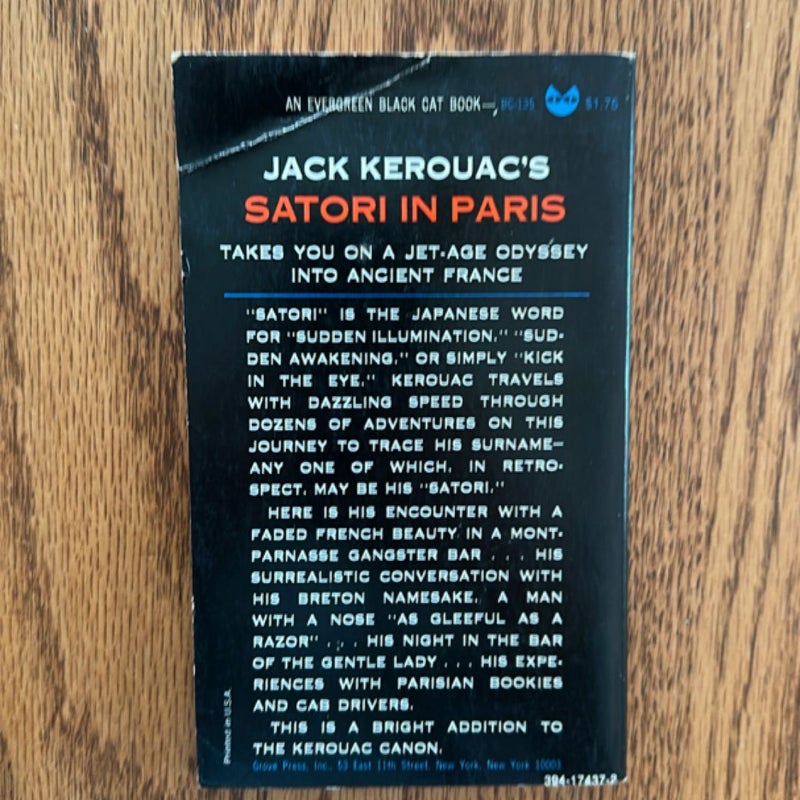 AN EVERGREEN BLACK CAT BOOK— BC-135 $1.75
JACK KEROUAC'S
SATORI IN PARIS
TAKES YOU ON A JET-AGE ODYSSEY
INTO ANCIENT FRANCE
"SATORI" IS THE JAPANESE WORD
FOR "SUDDEN ILLUMINATION," "SUD-
DEN AWAKENING," OR SIMPLY "KICK
IN THE EYE." KEROUAC TRAVELS
WITH DAZZLING SPEED THROUGH
DOZENS OF ADVENTURES ON THIS
JOURNEY TO TRACE HIS SURNAME—
ANY ONE OF WHICH, IN RETRO-
SPECT, MAY BE HIS "SATORI."
HERE IS HIS ENCOUNTER WITH A
FADED FRENCH BEAUTY IN A MONT-
PARNASSE GANGSTER BAR . . . HIS
SURREALISTIC CONVERSATION WITH
HIS BRETON NAMESAKE, A MAN
WITH A NOSE "AS GLEEFUL AS A
RAZOR" . . . HIS NIGHT IN THE BAR
OF THE GENTLE LADY . . . HIS EXPE-
RIENCES WITH PARISIAN BOOKIES
AND CAB DRIVERS.
THIS IS A BRIGHT ADDITION TO
THE KEROUAC CANON.
Grove Press, Inc., 53 East 11th Street, New York, New York 10003
Printed in U.S.A.
394-17437-2